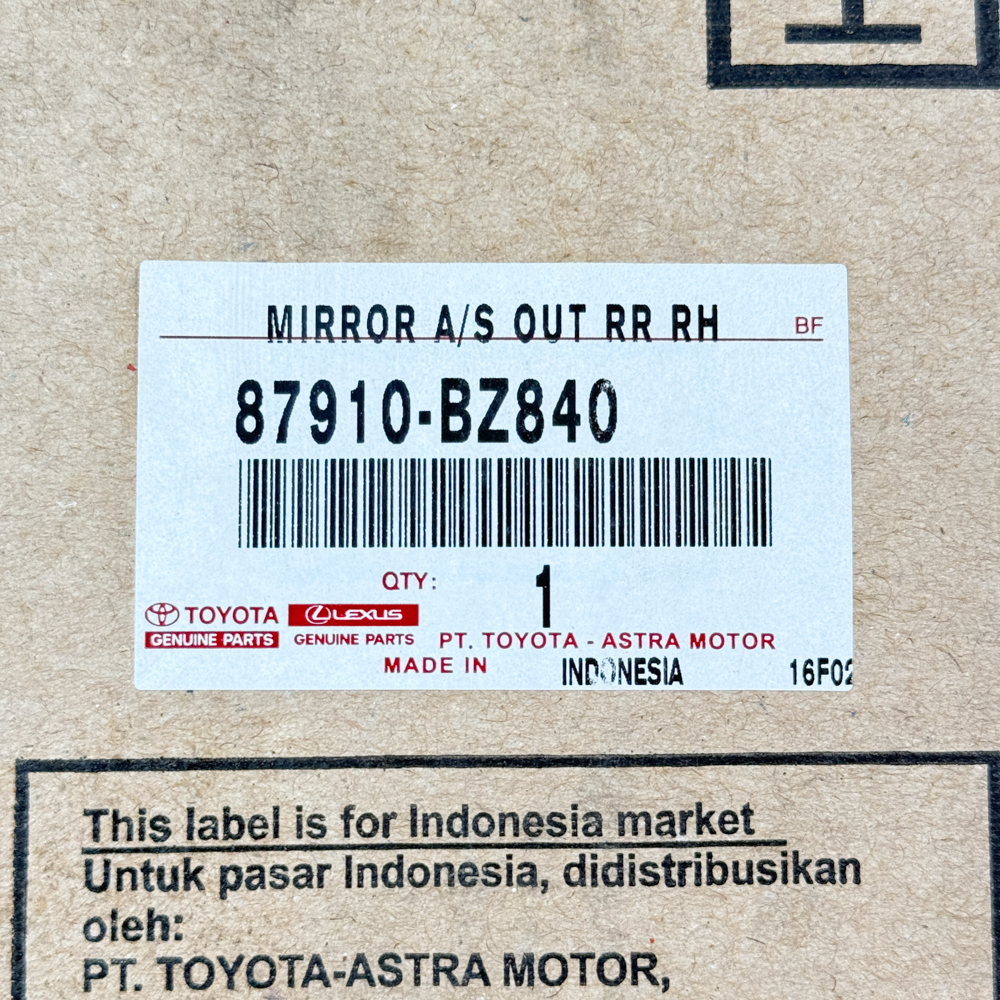 MIRROR A/S OUT RR RH BF
87910-BZ840
QTY: 1
TOYOTA LEXUS
GENUINE PARTS GENUINE PARTS PT. TOYOTA - ASTRA MOTOR
MADE IN INDONESIA 16F02
This label is for Indonesia market
Untuk pasar Indonesia, didistribusikan
oleh:
PT. TOYOTA-ASTRA MOTOR,